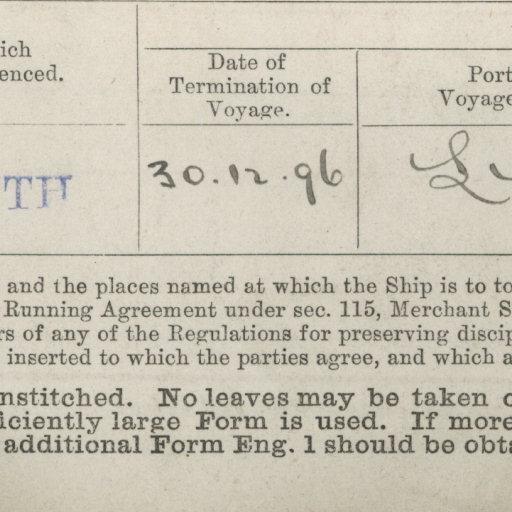 ich
enced.
Date of
Termination of
Voyage.
Port
Voyage
TH
30.12.96
and the places named at which the Ship is to to
Running Agreement under sec. 115, Merchant S
rs of any of the Regulations for preserving discip
inserted to which the parties agree, and which a
nstitched. No leaves may be taken o
iciently large Form is used. If more
additional Form Eng. 1 should be obta